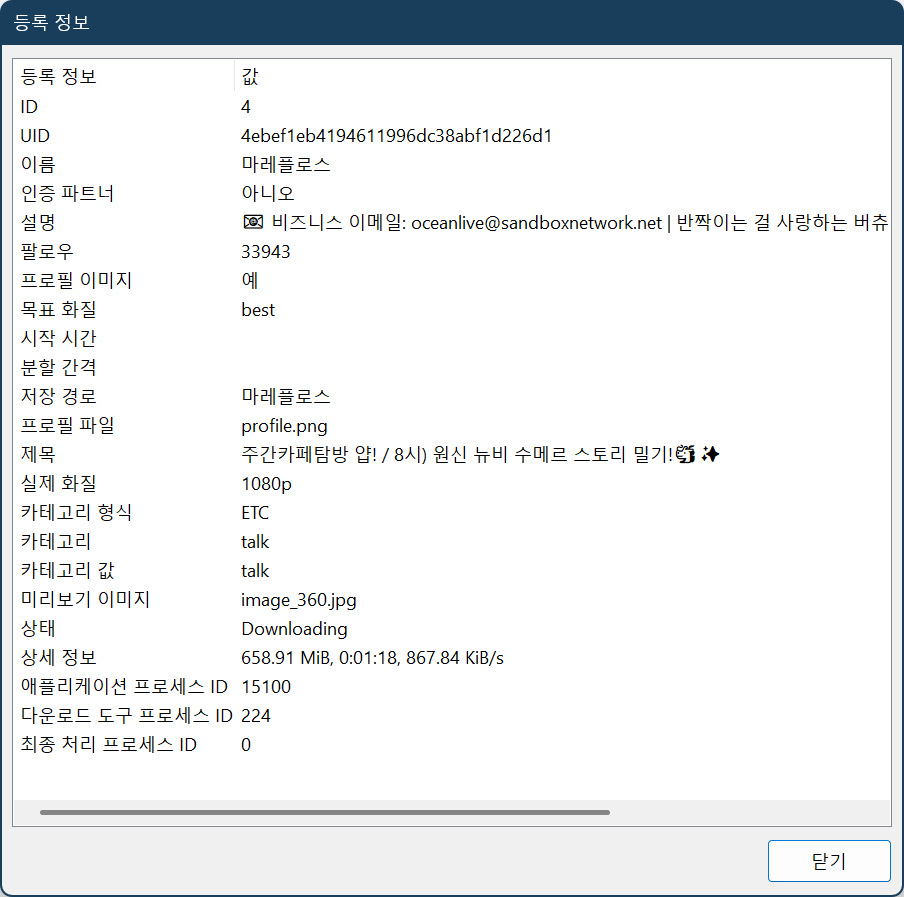 등록 정보
등록 정보 값
ID 4
UID 4ebef1eb4194611996dc38abf1d226d1
이름 마레플로스
인증 파트너 아니오
설명 📧 비즈니스 이메일: oceanlive@sandboxnetwork.net | 반짝이는 걸 사랑하는 버츄
팔로우 33943
프로필 이미지 예
목표 화질 best
시작 시간
분할 간격
저장 경로 마레플로스
프로필 파일 profile.png
제목 주간카페탐방 얍! / 8시) 원신 뉴비 수메르 스토리 밀기!✨
실제 화질 1080p
카테고리 형식 ETC
카테고리 talk
카테고리 값 talk
미리보기 이미지 image_360.jpg
상태 Downloading
상세 정보 658.91 MiB, 0:01:18, 867.84 KiB/s
애플리케이션 프로세스 ID 15100
다운로드 도구 프로세스 ID 224
최종 처리 프로세스 ID 0
닫기